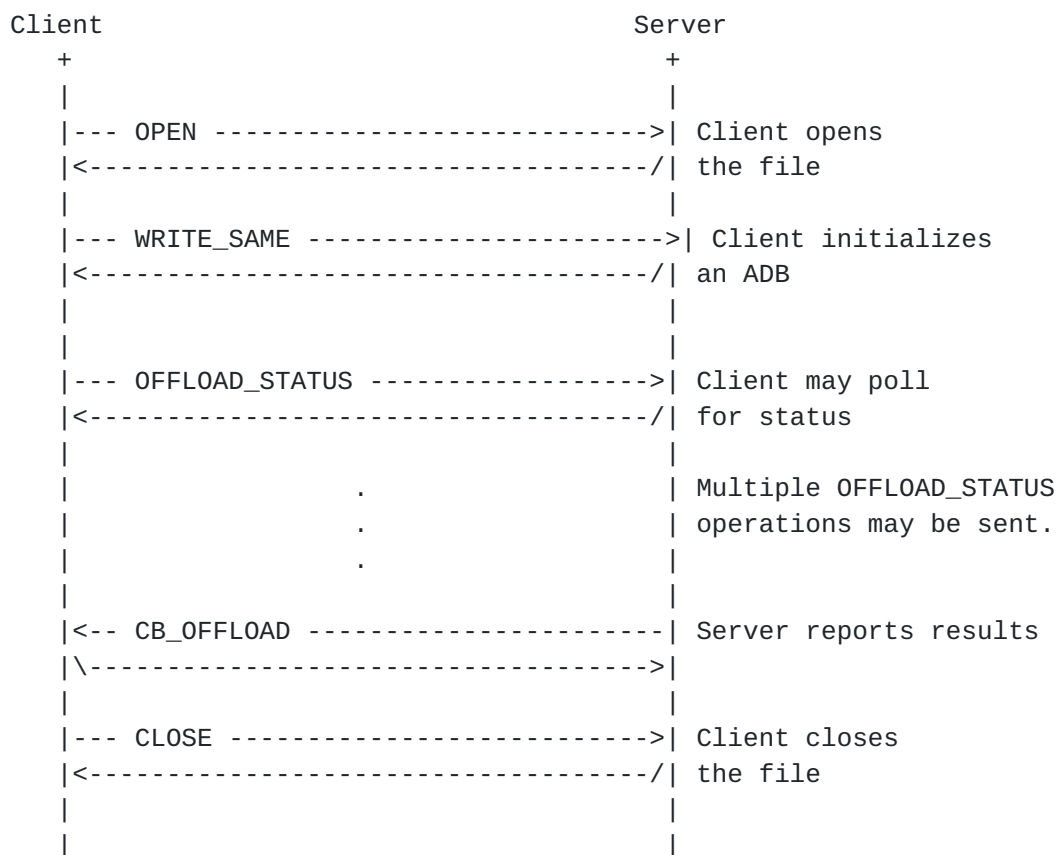 Client                                  Server
   +                                       +
   |                                       |
   |--- OPEN ---------------------------->| Client opens
   |<------------------------------------/| the file
   |                                       |
   |--- WRITE_SAME ----------------------->| Client initializes
   |<------------------------------------/| an ADB
   |                                       |
   |                                       |
   |--- OFFLOAD_STATUS ------------------>| Client may poll
   |<------------------------------------/| for status
   |                                       |
   |                   .                   | Multiple OFFLOAD_STATUS
   |                   .                   | operations may be sent.
   |                   .                   |
   |                                       |
   |<-- CB_OFFLOAD -----------------------| Server reports results
   |\------------------------------------>|
   |                                       |
   |--- CLOSE --------------------------->| Client closes
   |<------------------------------------/| the file
   |                                       |
   |                                       |